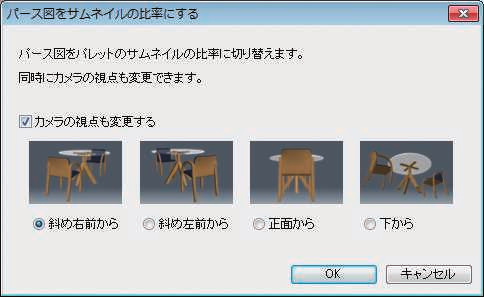 パース図をサムネイルの比率にする
パース図をパレットのサムネイルの比率に切り替えます。
同時にカメラの視点も変更できます。
カメラの視点も変更する
斜め右前から 斜め左前から 正面から 下から
OK キャンセル